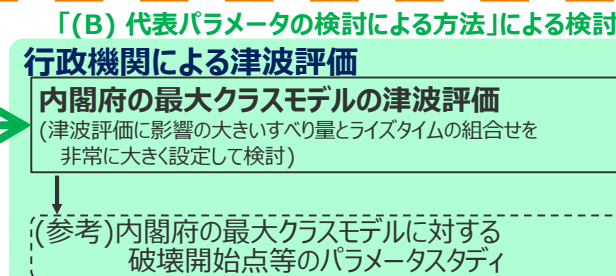 「(B) 代表パラメータの検討による方法」による検討
行政機関による津波評価
内閣府の最大クラスモデルの津波評価
(津波評価に影響の大きいすべり量とライズタイムの組合せを
非常に大きく設定して検討)
(参考)内閣府の最大クラスモデルに対する
破壊開始点等のパラメータスタディ